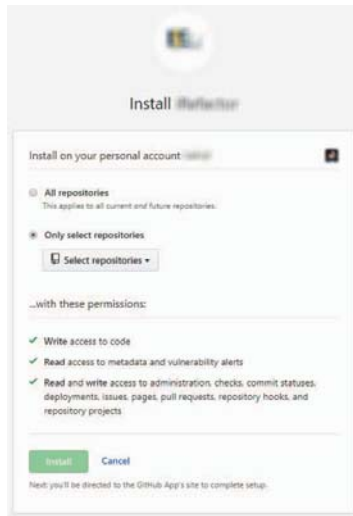 Install
Install on your personal account
All repositories
This applies to all current and future repositories.
Only select repositories
Select repositories
...with these permissions:
Write access to code
Read access to metadata and vulnerability alerts
Read and write access to administration, checks, commit statuses,
deployments, issues, pages, pull requests, repository hooks, and
repository projects
Install Cancel
Next: you'll be directed to the GitHub App's site to complete setup.